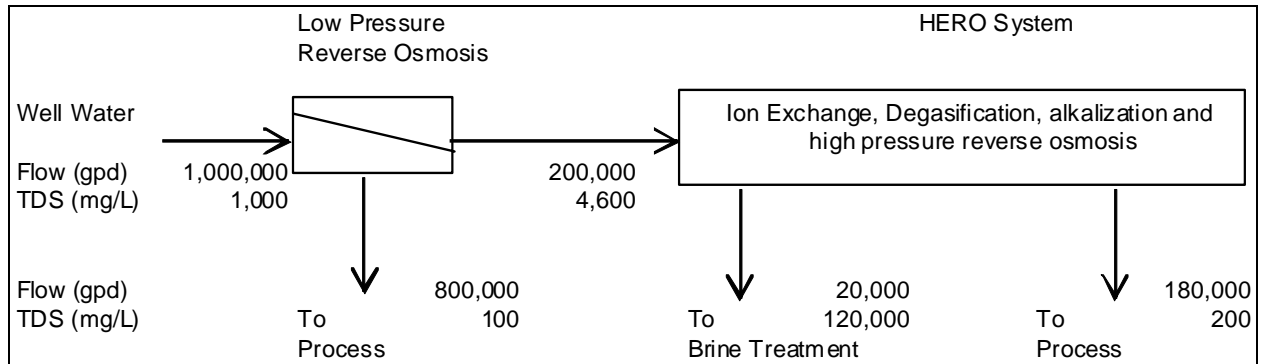 Low Pressure
Reverse Osmosis
HERO System
Well Water
Ion Exchange, Degasification, alkalization and
high pressure reverse osmosis
Flow (gpd) 1,000,000 200,000
TDS (mg/L) 1,000 4,600
Flow (gpd) 800,000 20,000 180,000
TDS (mg/L) To 100 To 120,000 To 200
Process Brine Treatment Process